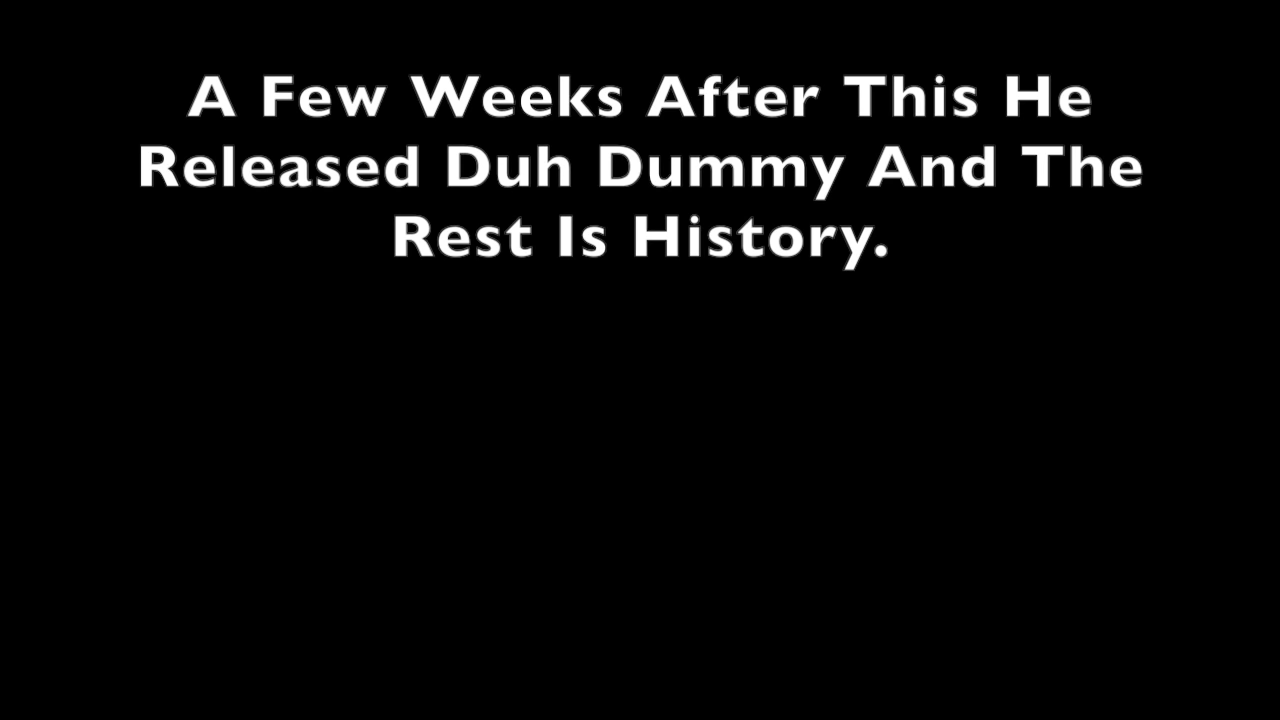 A Few Weeks After This He
Released Duh Dummy And The
Rest Is History.